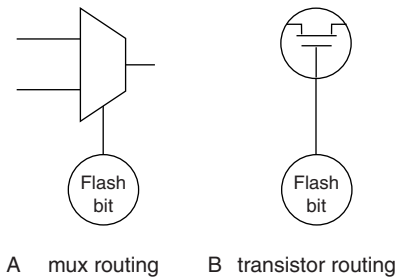 Flash
bit
Flash
bit
A mux routing
B transistor routing